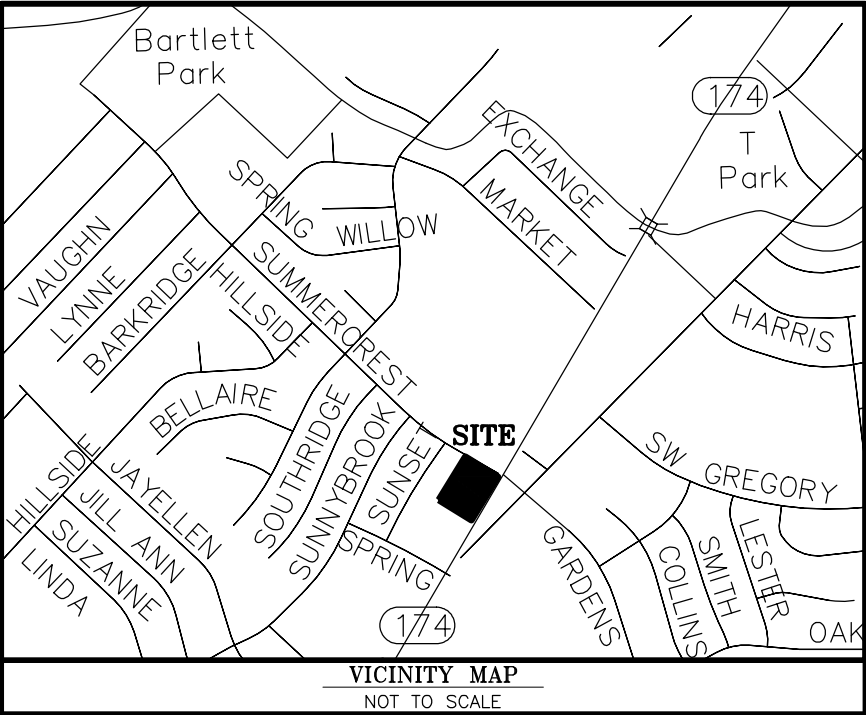 Bartlett
Park
174
T
Park
EXCHANGE
MARKET
SPRING
WILLOW
VAUGHN
LYNNE
BARKRIDGE
SUMMERCREST
HILLSIDE
HARRIS
BELLAIRE
SOUTHRIDGE
SUNNYBROOK
SUNSET
SITE
SW GREGORY
HILLSIDE
JAYELLEN
JILL ANN
SUZANNE
LINDA
SPRING
GARDENS
COLLINS
SMITH
LESTER
OAK
174
VICINITY MAP
NOT TO SCALE